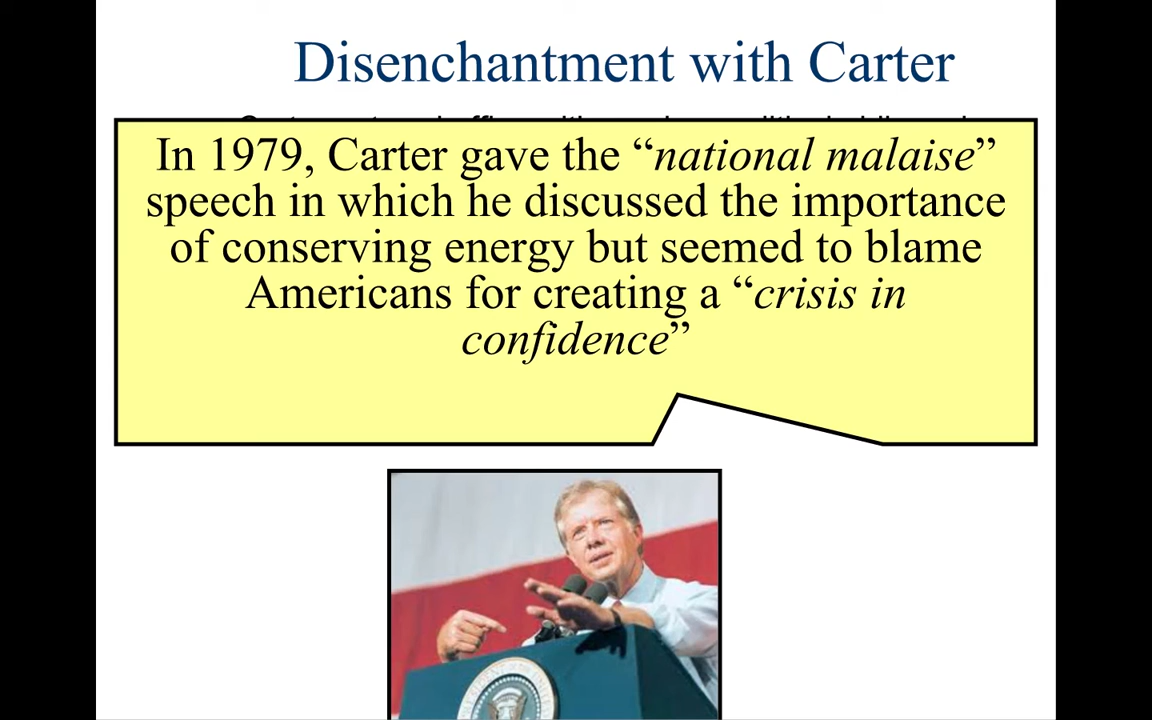 Disenchantment with Carter
In 1979, Carter gave the “national malaise”
speech in which he discussed the importance
of conserving energy but seemed to blame
Americans for creating a “crisis in
confidence”